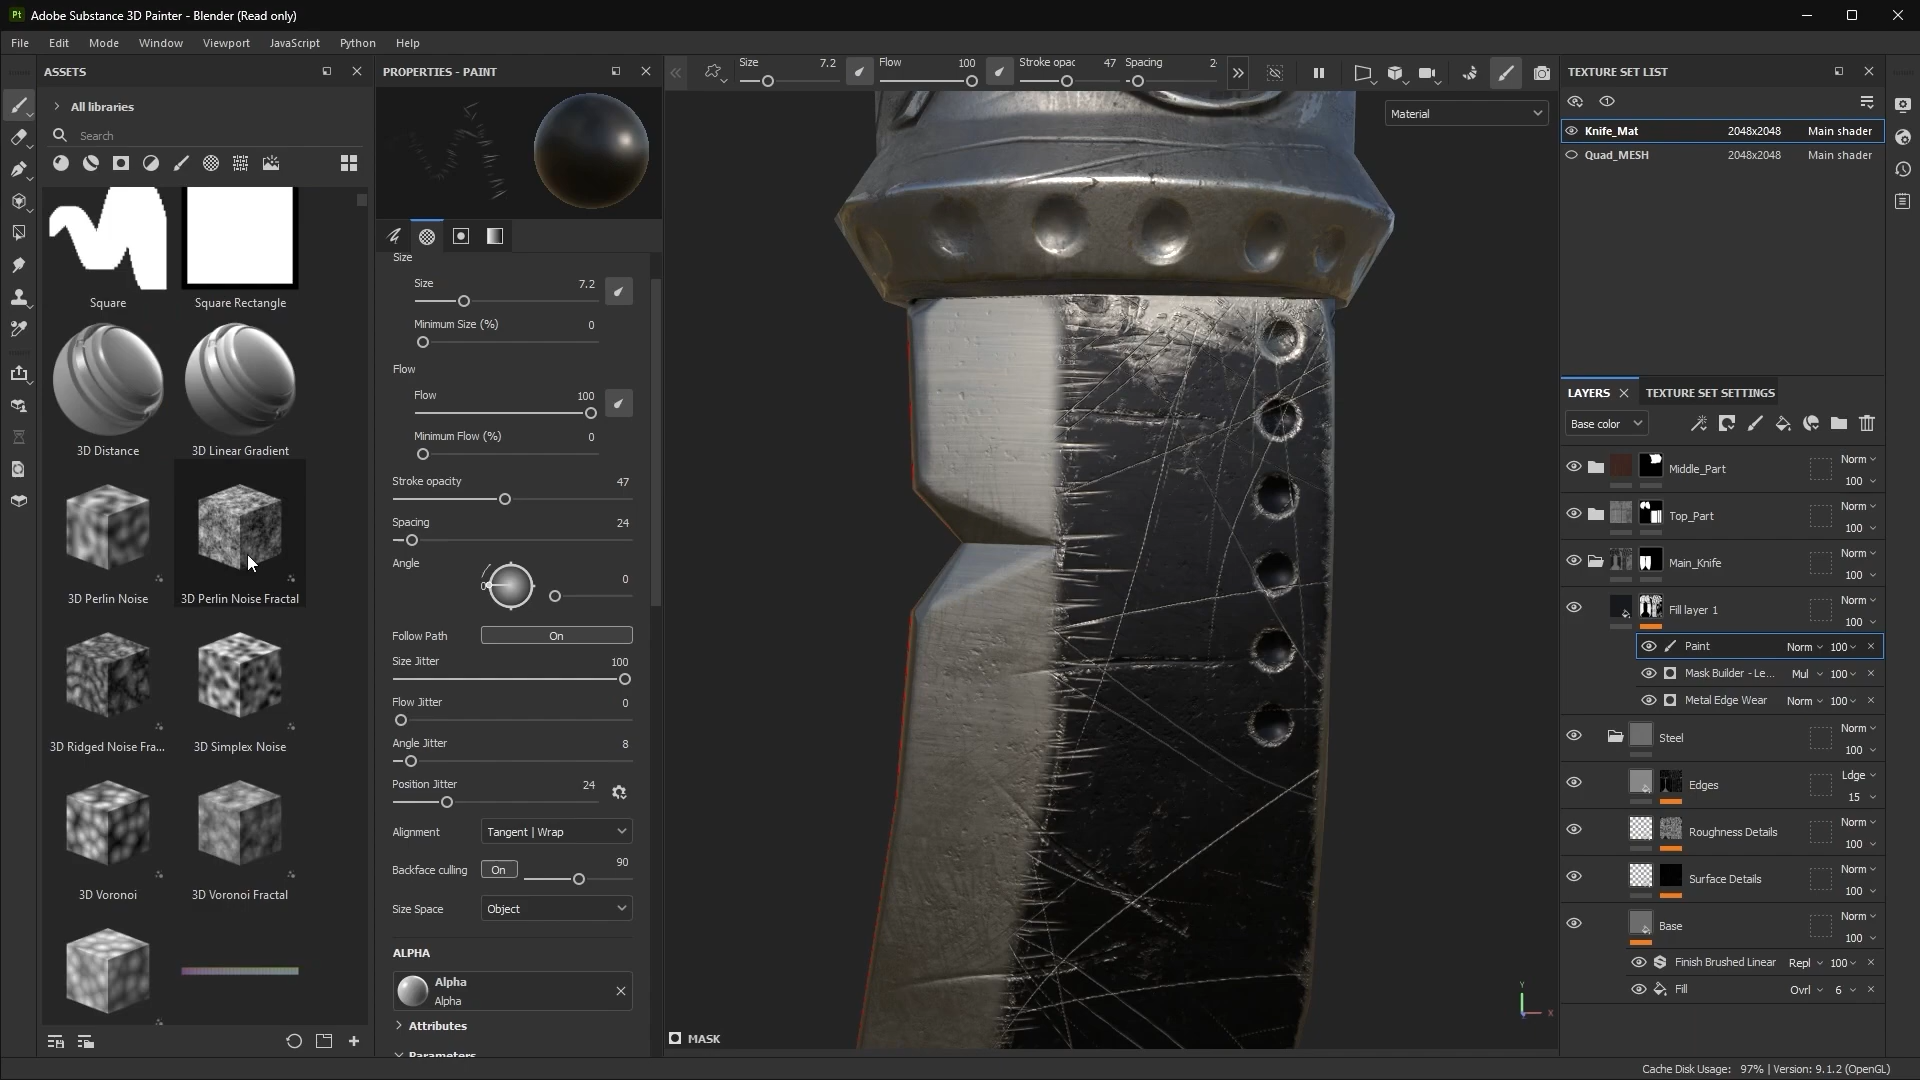 Pt Adobe Substance 3D Painter - Blender (Read only)
File Edit Mode Window Viewport JavaScript Python Help
ASSETS
All libraries
Search
Square Square Rectangle
3D Distance 3D Linear Gradient
3D Perlin Noise 3D Perlin Noise Fractal
3D Ridged Noise Fra... 3D Simplex Noise
3D Voronoi 3D Voronoi Fractal
PROPERTIES - PAINT
Size
Size 7.2
Minimum Size (%) 0
Flow
Flow 100
Minimum Flow (%) 0
Stroke opacity 47
Spacing 24
Angle
0 0
Follow Path On
Size Jitter 100
Flow Jitter 0
Angle Jitter 8
Position Jitter 24
Alignment Tangent | Wrap
Backface culling On 90
Size Space Object
ALPHA
Alpha
Alpha
Attributes
Parameters
Size 7.2 Flow 100 Stroke opac 47 Spacing 2
Material
MASK
Y
X
TEXTURE SET LIST
Knife_Mat 2048x2048 Main shader
Quad_MESH 2048x2048 Main shader
LAYERS TEXTURE SET SETTINGS
Base color
Middle_Part Norm 100
Top_Part Norm 100
Main_Knife Norm 100
Fill layer 1 Norm 100
Paint Norm 100
Mask Builder - Le... Mul 100
Metal Edge Wear Norm 100
Steel Norm 100
Edges Ldge 15
Roughness Details Norm 100
Surface Details Norm 100
Base Norm 100
Finish Brushed Linear Repl 100
Fill Ovrl 6
Cache Disk Usage: 97% | Version: 9.1.2 (OpenGL)